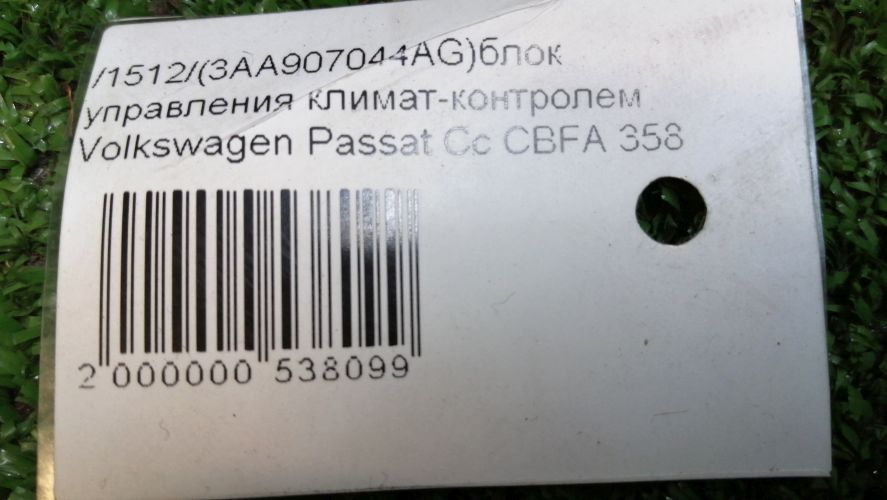 /1512/(3AA907044AG)блок
управления климат-контролем
Volkswagen Passat Cc CBFA 358
2 000000 538099